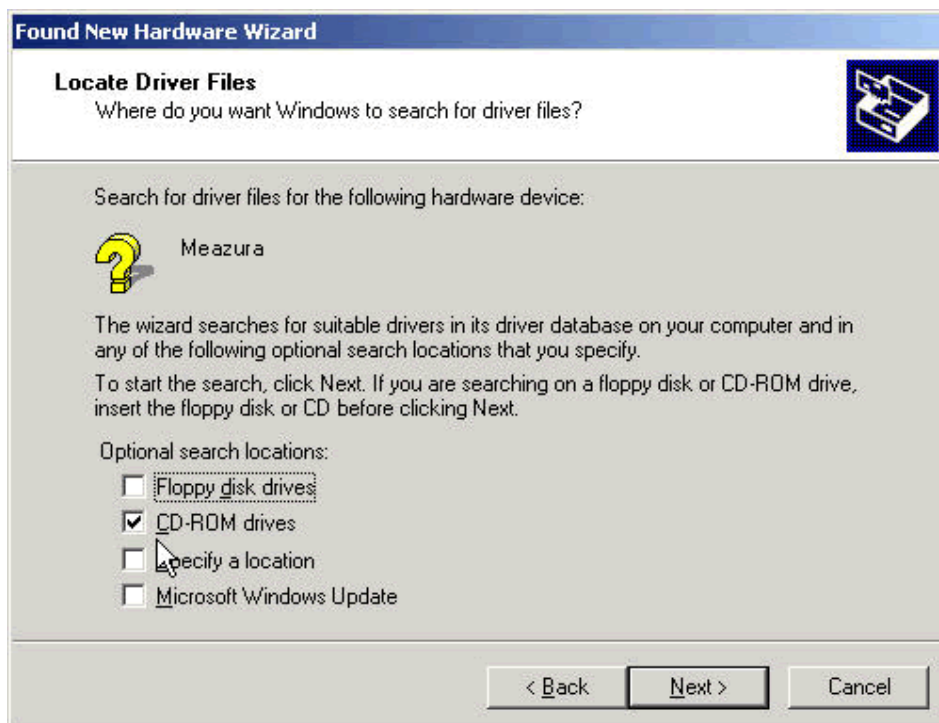 Found New Hardware Wizard
Locate Driver Files
Where do you want Windows to search for driver files?
Search for driver files for the following hardware device:
Meazura
The wizard searches for suitable drivers in its driver database on your computer and in
any of the following optional search locations that you specify.
To start the search, click Next. If you are searching on a floppy disk or CD-ROM drive,
insert the floppy disk or CD before clicking Next.
Optional search locations:
Floppy disk drives
CD-ROM drives
Specify a location
Microsoft Windows Update
< Back
Next >
Cancel